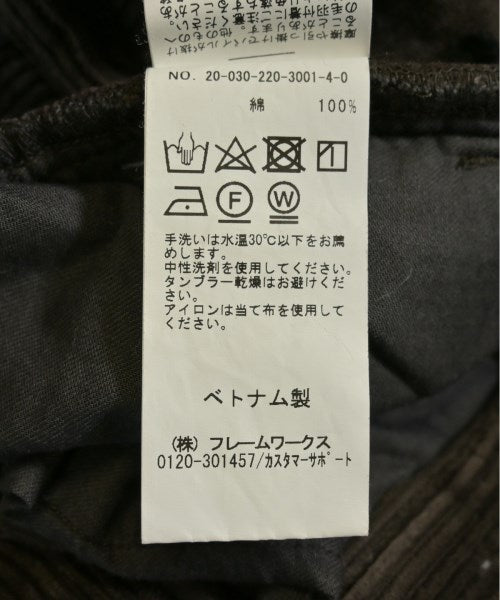 NO. 20-030-220-3001-4-0
綿 100%
F
W
手洗いは水温30℃以下をお薦
めします。
中性洗剤を使用してください。
タンブラー乾燥はお避けくだ
さい。
アイロンは当て布を使用して
ください。
ベトナム製
(株) フレームワークス
0120-301457/カスタマーサポート